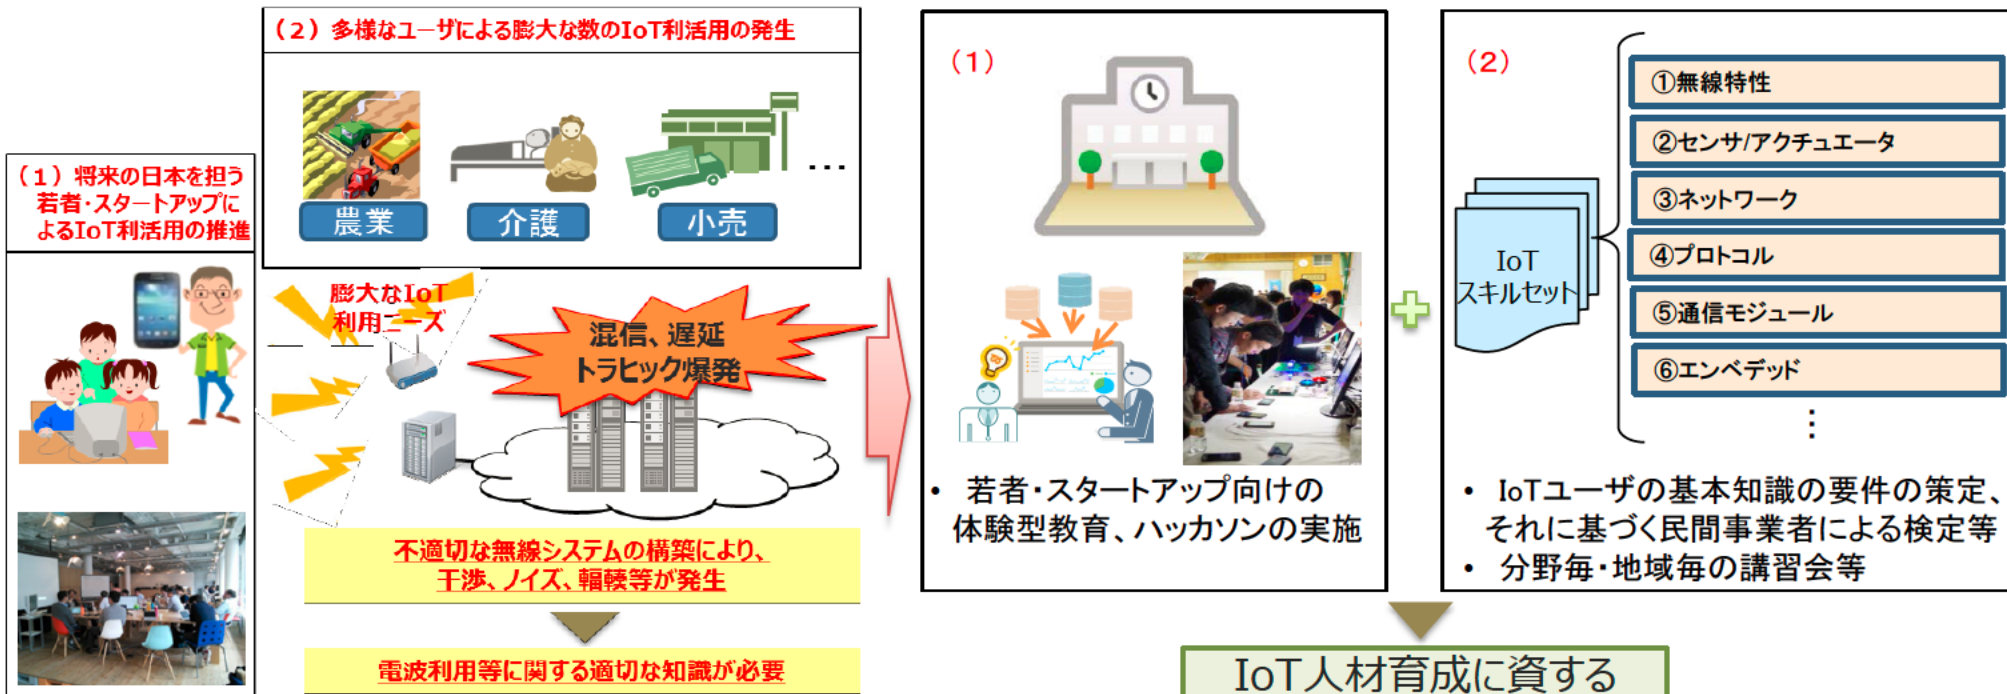 （１）将来の日本を担う
若者・スタートアップに
よるIoT利活用の推進
（２）多様なユーザによる膨大な数のIoT利活用の発生
農業
介護
小売
…
膨大なIoT
利用ニーズ
混信、遅延
トラヒック爆発
不適切な無線システムの構築により、
干渉、ノイズ、輻輳等が発生
電波利用等に関する適切な知識が必要
（1）
• 若者・スタートアップ向けの
体験型教育、ハッカソンの実施
（2）
IoT
スキルセット
①無線特性
②センサ/アクチュエータ
③ネットワーク
④プロトコル
⑤通信モジュール
⑥エンベデッド
⋮
• IoTユーザの基本知識の要件の策定、
それに基づく民間事業者による検定等
• 分野毎・地域毎の講習会等
IoT人材育成に資する